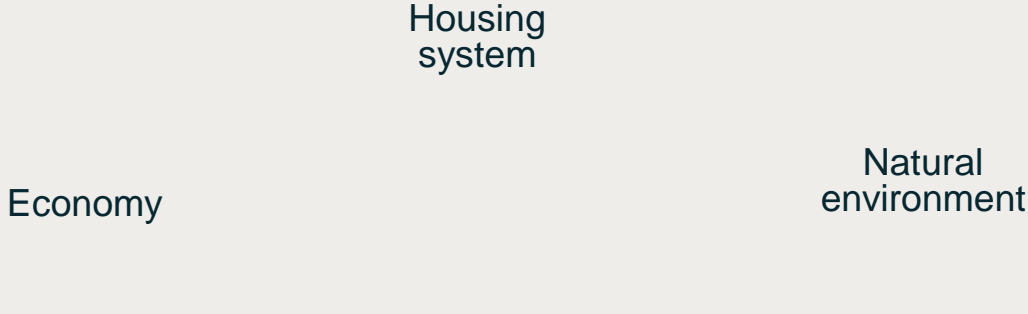 Housing
system
Natural
environment
Economy